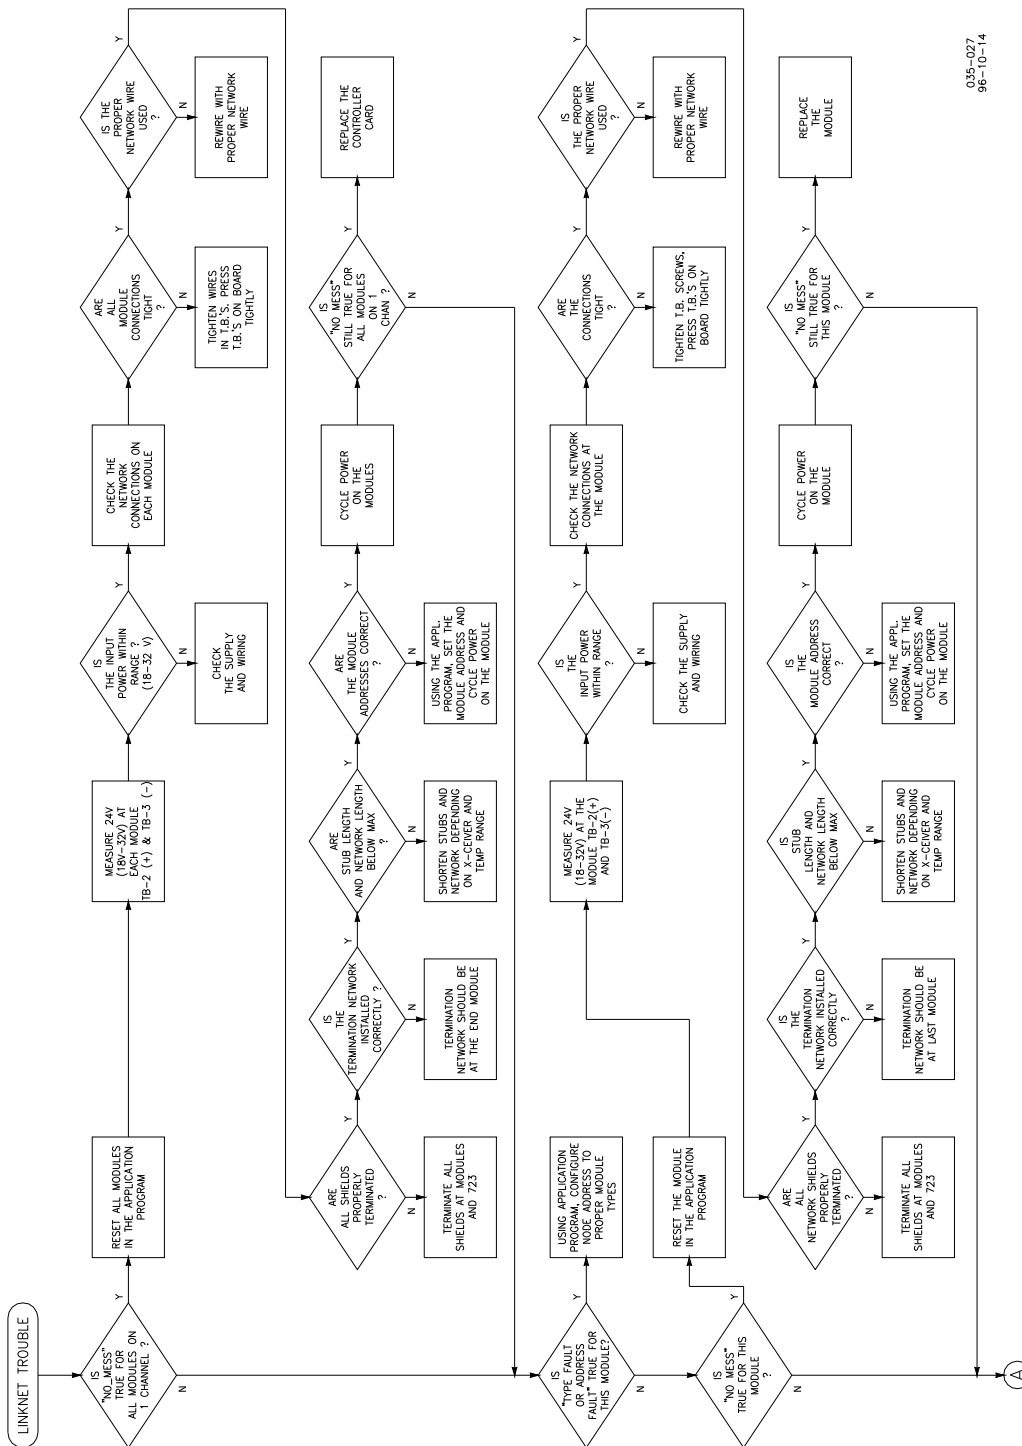 LINKNET TROUBLE
IS
"NO_MESS"
TRUE FOR
ALL MODULES ON
1 CHANNEL ?
Y
N
RESET ALL MODULES
IN THE APPLICATION
PROGRAM
MEASURE 24V
(18V-32V) AT
EACH MODULE
TB-2 (+) & TB-3 (-)
IS
THE INPUT
POWER WITHIN
RANGE ?
(18-32 V)
Y
N
CHECK
THE SUPPLY
AND WIRING
CHECK THE
NETWORK
CONNECTIONS ON
EACH MODULE
ARE
ALL
MODULE
CONNECTIONS
TIGHT
?
Y
N
TIGHTEN WIRES
IN T.B.'S. PRESS
T.B.'S ON BOARD
TIGHTLY
IS THE
PROPER
NETWORK WIRE
USED
?
Y
N
REWIRE WITH
PROPER NETWORK
WIRE
ARE
ALL SHIELDS
PROPERLY
TERMINATED
?
Y
N
TERMINATE ALL
SHIELDS AT MODULES
AND 723
IS
THE
TERMINATION NETWORK
INSTALLED
CORRECTLY ?
Y
N
TERMINATION
NETWORK SHOULD BE
AT THE END MODULE
ARE
STUB LENGTH
AND NETWORK LENGTH
BELOW MAX
?
Y
N
SHORTEN STUBS AND
NETWORK DEPENDING
ON X-CEIVER AND
TEMP RANGE
ARE
THE MODULE
ADDRESSES CORRECT
?
Y
N
USING THE APPL.
PROGRAM, SET THE
MODULE ADDRESS AND
CYCLE POWER
ON THE MODULE
CYCLE POWER
ON THE
MODULES
IS
"NO MESS"
STILL TRUE FOR
ALL MODULES
ON 1
CHAN ?
Y
N
REPLACE THE
CONTROLLER
CARD
IS
"TYPE FAULT
OR ADDRESS
FAULT" TRUE FOR
THIS MODULE?
Y
N
USING APPLICATION
PROGRAM, CONFIGURE
NODE ADDRESS TO
PROPER MODULE
TYPES
IS
"NO MESS"
TRUE FOR THIS
MODULE
?
Y
N
RESET THE MODULE
IN THE APPLICATION
PROGRAM
MEASURE 24V
(18-32V) AT THE
MODULE TB-2(+)
AND TB-3(-)
IS
THE
INPUT POWER
WITHIN RANGE
?
Y
N
CHECK THE SUPPLY
AND WIRING
CHECK THE NETWORK
CONNECTIONS AT
THE MODULE
ARE
THE
CONNECTIONS
TIGHT
?
Y
N
TIGHTEN T.B. SCREWS,
PRESS T.B.'S ON
BOARD TIGHTLY
IS
THE PROPER
NETWORK WIRE
USED
?
Y
N
REWIRE WITH
PROPER NETWORK
WIRE
ARE
ALL
NETWORK SHIELDS
PROPERLY
TERMINATED
?
Y
N
TERMINATE ALL
SHIELDS AT MODULES
AND 723
IS
THE
TERMINATION
NETWORK INSTALLED
CORRECTLY
?
Y
N
TERMINATION
NETWORK SHOULD BE
AT LAST MODULE
IS
STUB
LENGTH AND
NETWORK LENGTH
BELOW MAX
?
Y
N
SHORTEN STUBS AND
NETWORK DEPENDING
ON X-CEIVER AND
TEMP RANGE
IS
THE
MODULE ADDRESS
CORRECT
?
Y
N
USING THE APPL.
PROGRAM, SET THE
MODULE ADDRESS AND
CYCLE POWER
ON THE MODULE
CYCLE POWER
ON THE
MODULE
IS
"NO MESS"
STILL TRUE FOR
THIS MODULE
?
Y
N
REPLACE
THE
MODULE
A
035-027
96-10-14